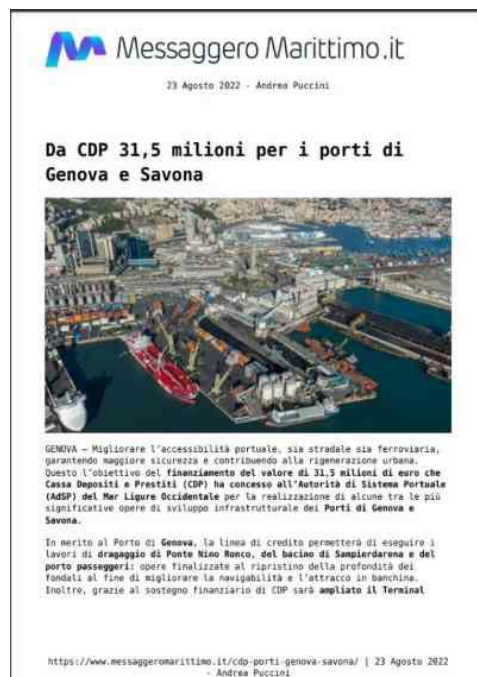 Messaggero Marittimo.it
23 Agosto 2022 - Andrea Puccini
Da CDP 31,5 milioni per i porti di
Genova e Savona
GENOVA – Migliorare l'accessibilità portuale, sia stradale sia ferroviaria,
garantendo maggiore sicurezza e contribuendo alla rigenerazione urbana.
Questo l'obiettivo del finanziamento del valore di 31,5 milioni di euro che
Cassa Depositi e Prestiti (CDP) ha concesso all'Autorità di Sistema Portuale
(AdSP) del Mar Ligure Occidentale per la realizzazione di alcune tra le più
significative opere di sviluppo infrastrutturale dei Porti di Genova e
Savona.
In merito al Porto di Genova, la linea di credito permetterà di eseguire i
lavori di dragaggio di Ponte Nino Ronco, del bacino di Sampierdarena e del
porto passeggeri: opere finalizzate al ripristino della profondità dei
fondali al fine di migliorare la navigabilità e l'attracco in banchina.
Inoltre, grazie al sostegno finanziario di CDP sarà ampliato il Terminal
https://www.messaggeromarittimo.it/cdp-porti-genova-savona/ | 23 Agosto 2022
- Andrea Puccini